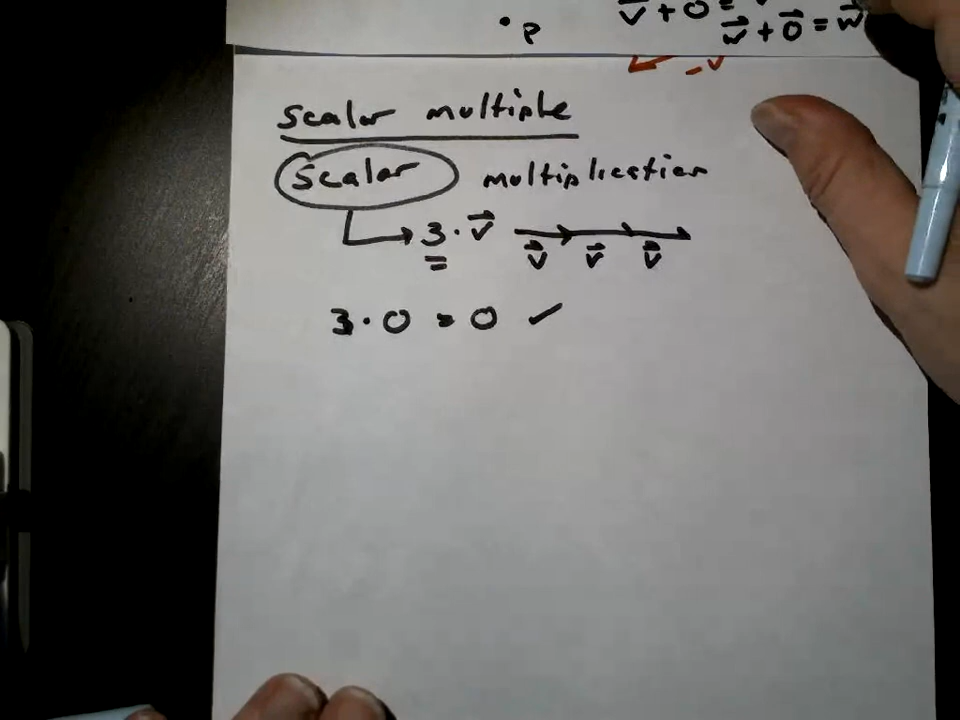 v⃗ + 0 =
• P
w⃗ + 0⃗ = w⃗
- v
scalar multiple
scalar multiplication
3 · v⃗
v⃗ v⃗ v⃗
3 · 0 = 0 ✓